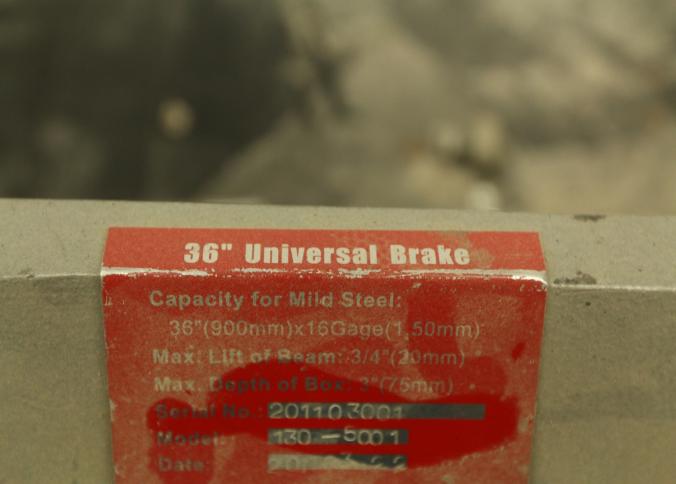 36" Universal Brake
Capacity for Mild Steel:
36"(900mm)x16Gage(1,50mm)
Max. Lift of Beam: 3/4"(20mm)
Max. Depth of Box: 3"(75mm)
Serial No.: 201103001
Model: 130-5001
Date: